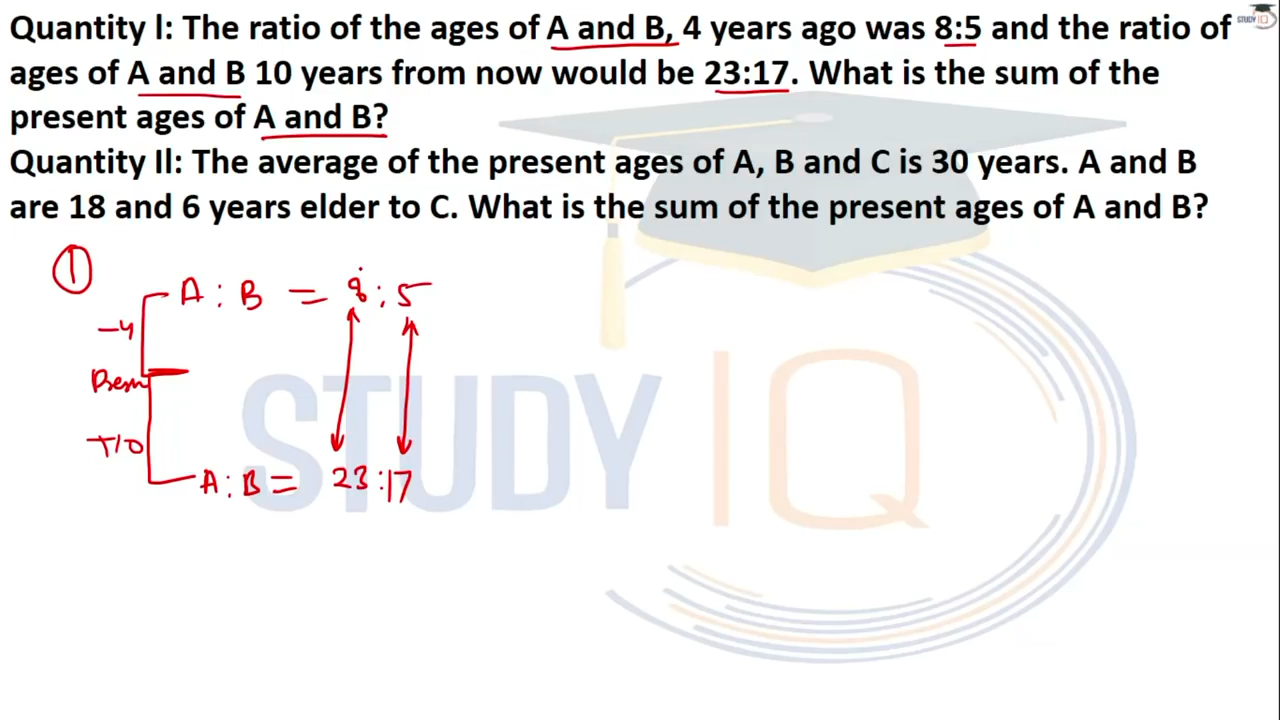 Quantity l: The ratio of the ages of A and B, 4 years ago was 8:5 and the ratio of
ages of A and B 10 years from now would be 23:17. What is the sum of the
present ages of A and B?
Quantity Il: The average of the present ages of A, B and C is 30 years. A and B
are 18 and 6 years elder to C. What is the sum of the present ages of A and B?
STUDY IQ
1
A : B = 8 : 5
-4
+10
A : B = 23 : 17
STUDY IQ